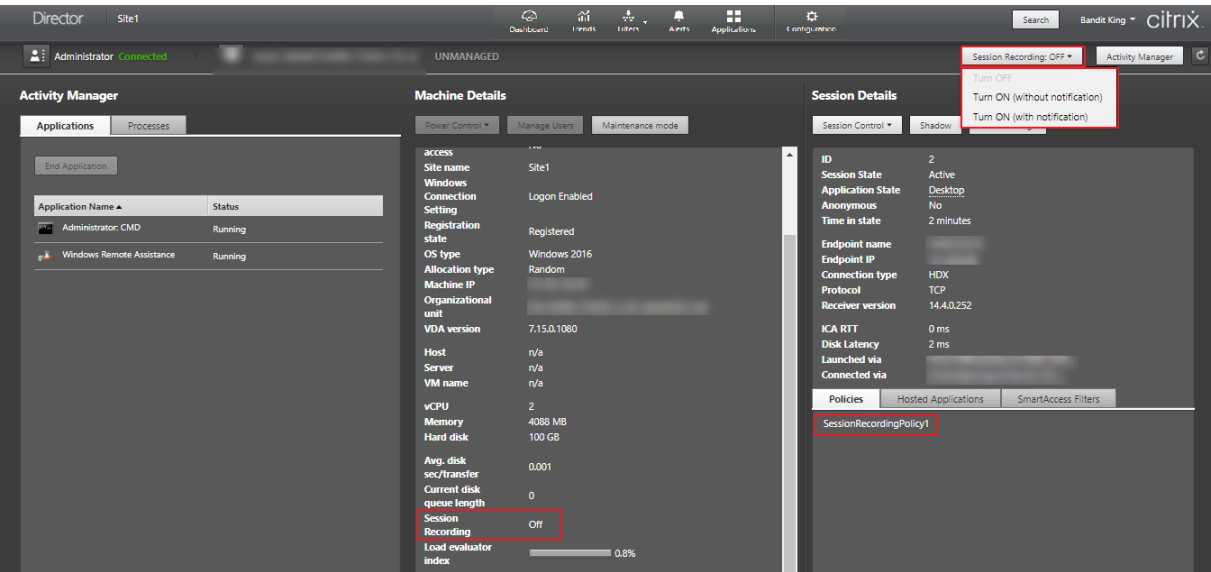 Director
Site1
Dashboard
Trends
Filters
Alerts
Applications
Configuration
Search
Bandit King
CITRIX
Administrator Connected
UNMANAGED
Session Recording: OFF
Activity Manager
Turn OFF
Turn ON (without notification)
Turn ON (with notification)
Activity Manager
Applications
Processes
End Application
Application Name
Status
Administrator: CMD
Running
Windows Remote Assistance
Running
Machine Details
Power Control
Manage Users
Maintenance mode
access
No
Site name
Site1
Windows
Connection
Setting
Logon Enabled
Registration
state
Registered
OS type
Windows 2016
Allocation type
Random
Machine IP
Organizational
unit
VDA version
7.15.0.1080
Host
n/a
Server
n/a
VM name
n/a
vCPU
2
Memory
4088 MB
Hard disk
100 GB
Avg. disk
sec/transfer
0.001
Current disk
queue length
0
Session
Recording
Off
Load evaluator
index
0.8%
Session Details
Session Control
Shadow
ID
2
Session State
Active
Application State
Desktop
Anonymous
No
Time in state
2 minutes
Endpoint name
Endpoint IP
Connection type
HDX
Protocol
TCP
Receiver version
14.4.0.252
ICA RTT
0 ms
Disk Latency
2 ms
Launched via
Connected via
Policies
Hosted Applications
SmartAccess Filters
SessionRecordingPolicy1